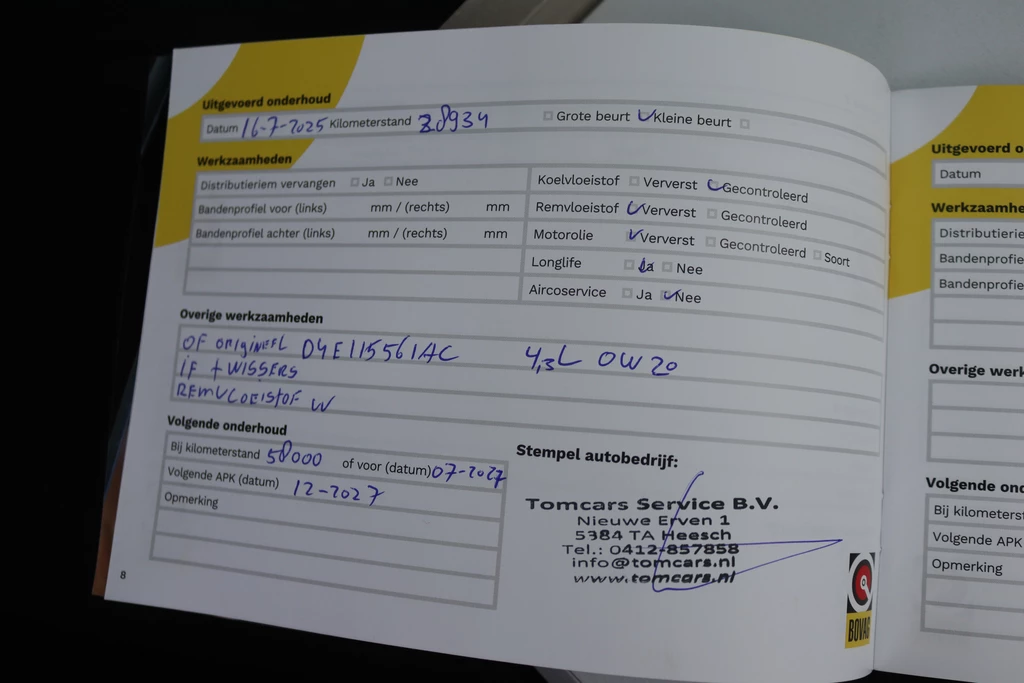 Uitgevoerd onderhoud
Datum 16-7-2025 Kilometerstand 28934 Grote beurt Kleine beurt
Werkzaamheden
Distributieriem vervangen Ja Nee
Bandenprofiel voor (links) mm / (rechts) mm
Bandenprofiel achter (links) mm / (rechts) mm
Koelvloeistof Ververst Gecontroleerd
Remvloeistof Ververst Gecontroleerd
Motorolie Ververst Gecontroleerd Soort
Longlife Ja Nee
Aircoservice Ja Nee
Overige werkzaamheden
OF origineel D4E115561AC 4,3L 0W20
IF + WISSERS
REMVLOEISTOF W
Volgende onderhoud
Bij kilometerstand 58000 of voor (datum) 07-2027
Volgende APK (datum) 12-2027
Opmerking
Stempel autobedrijf:
Tomcars Service B.V.
Nieuwe Erven 1
5384 TA Heesch
Tel.: 0412-857858
info@tomcars.nl
www.tomcars.nl
8
BOVAG
Uitgevoerd o
Datum
Werkzaamhe
Distributierie
Bandenprofie
Bandenprofie
Overige werk
Volgende ond
Bij kilometerst
Volgende APK
Opmerking